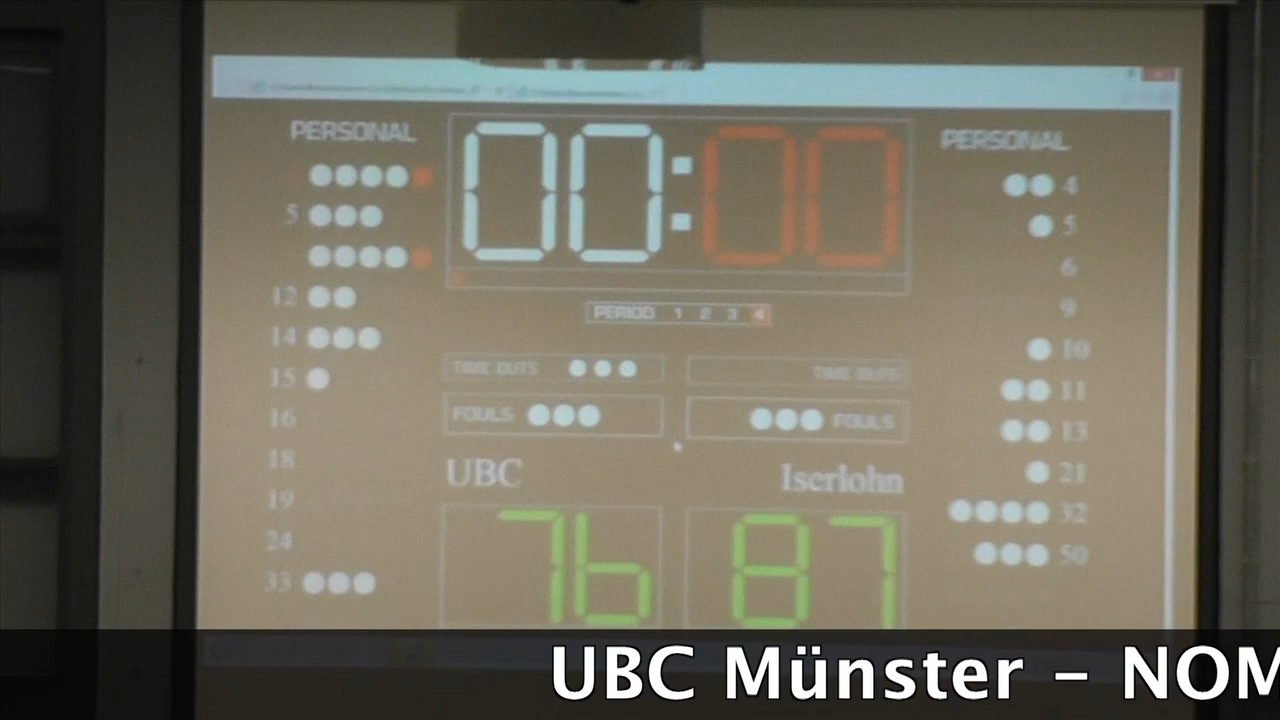 PERSONAL
00:00
PERSONAL
4
5
5
6
12
9
PERIOD 1 2 3 4
14
10
15
TIME OUTS
TIME OUTS
11
16
FOULS
FOULS
13
18
UBC
Iserlohn
21
19
32
24
76
87
50
33
UBC Münster - NOM